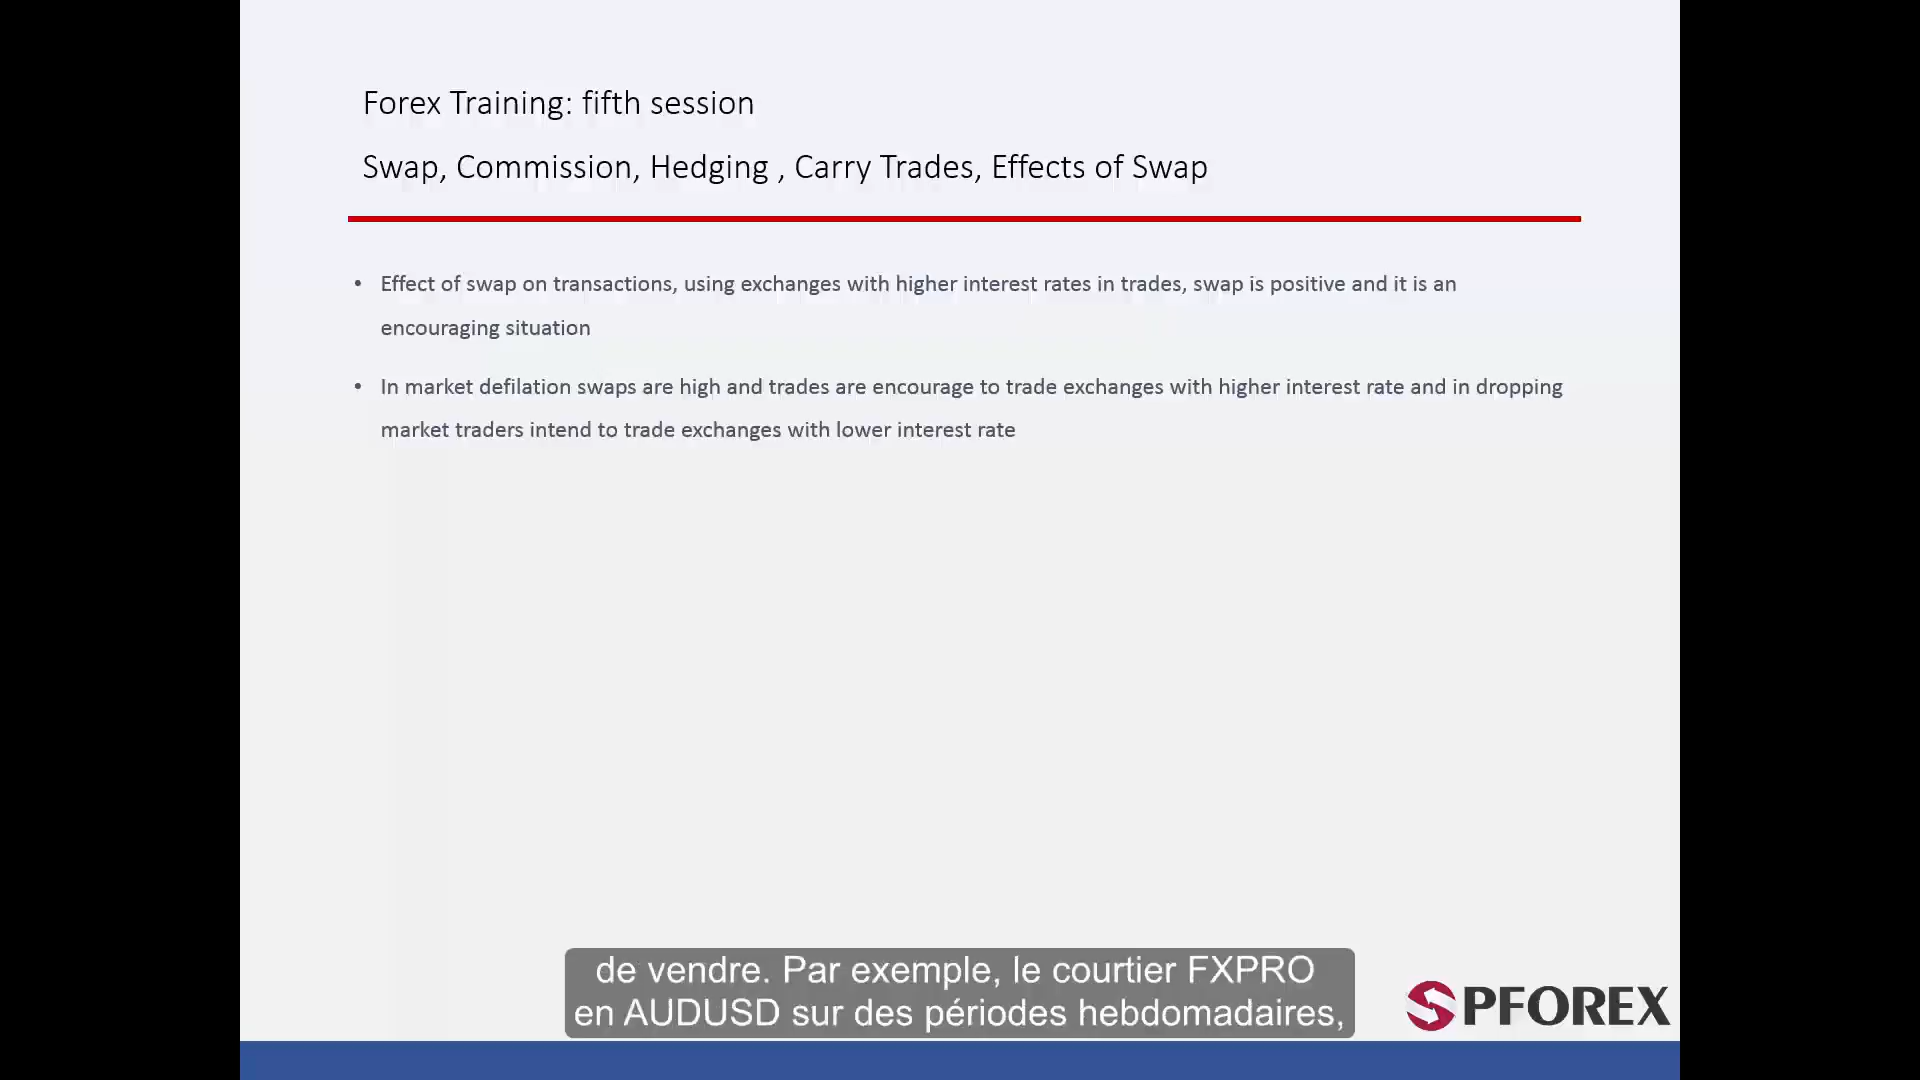 Forex Training: fifth session
Swap, Commission, Hedging , Carry Trades, Effects of Swap
• Effect of swap on transactions, using exchanges with higher interest rates in trades, swap is positive and it is an
encouraging situation
• In market defilation swaps are high and trades are encourage to trade exchanges with higher interest rate and in dropping
market traders intend to trade exchanges with lower interest rate
de vendre. Par exemple, le courtier FXPRO
en AUDUSD sur des périodes hebdomadaires,
SPFOREX